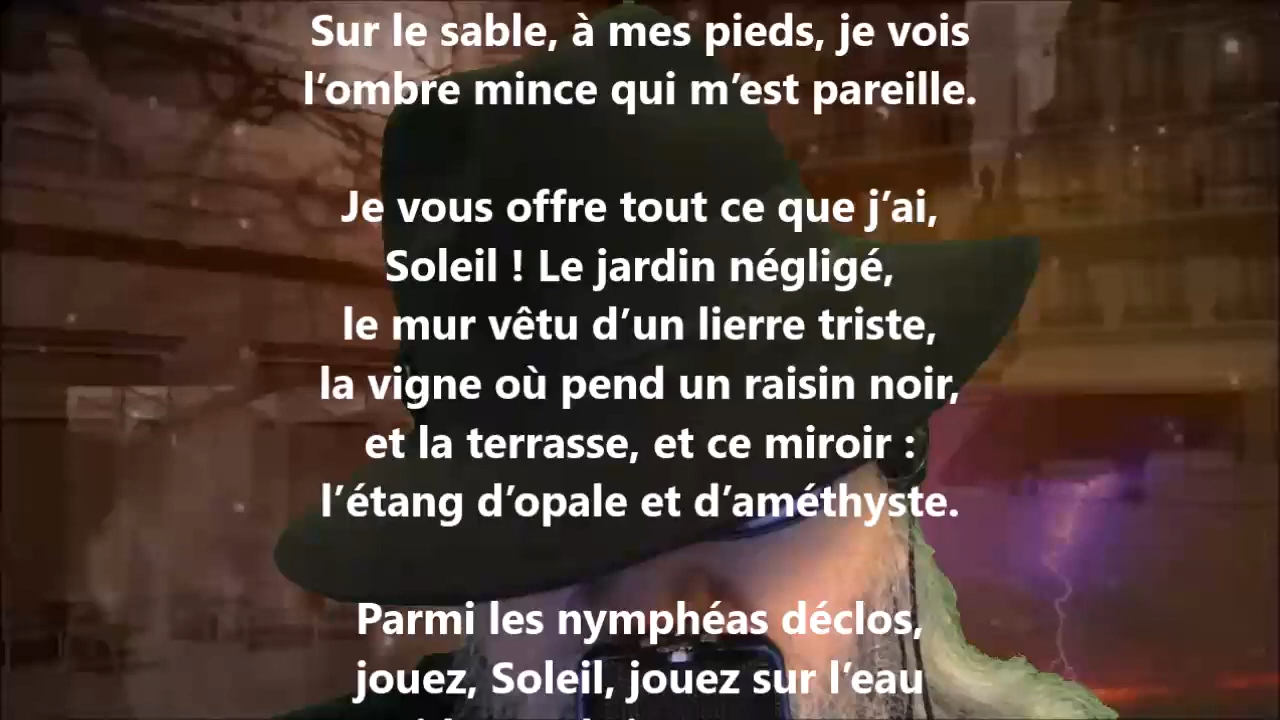 Sur le sable, à mes pieds, je vois
l’ombre mince qui m’est pareille.
Je vous offre tout ce que j’ai,
Soleil ! Le jardin négligé,
le mur vêtu d’un lierre triste,
la vigne où pend un raisin noir,
et la terrasse, et ce miroir :
l’étang d’opale et d’améthyste.
Parmi les nymphéas déclos,
jouez, Soleil, jouez sur l’eau